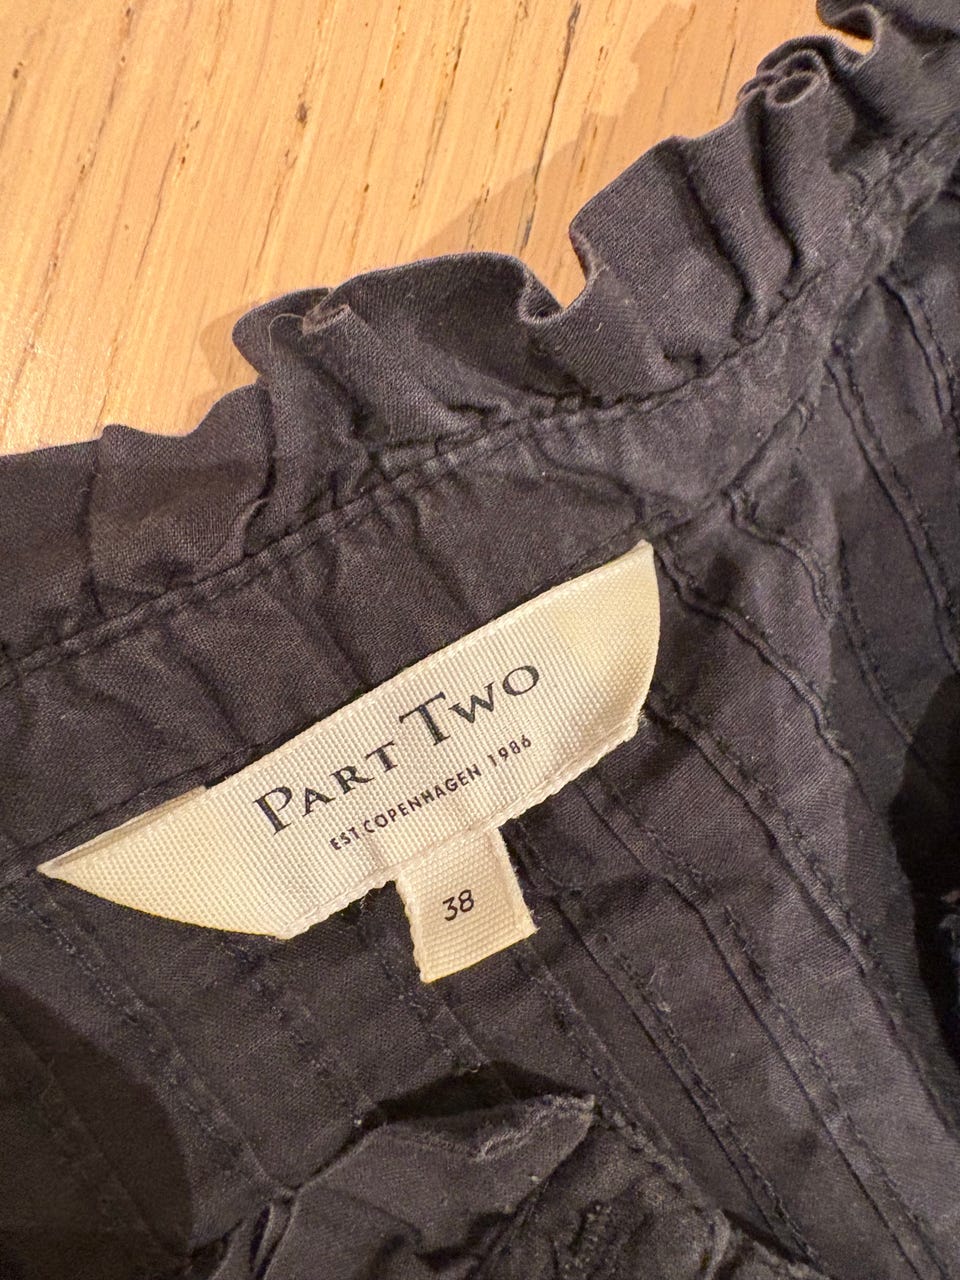 PART TWO
EST COPENHAGEN 1986
38